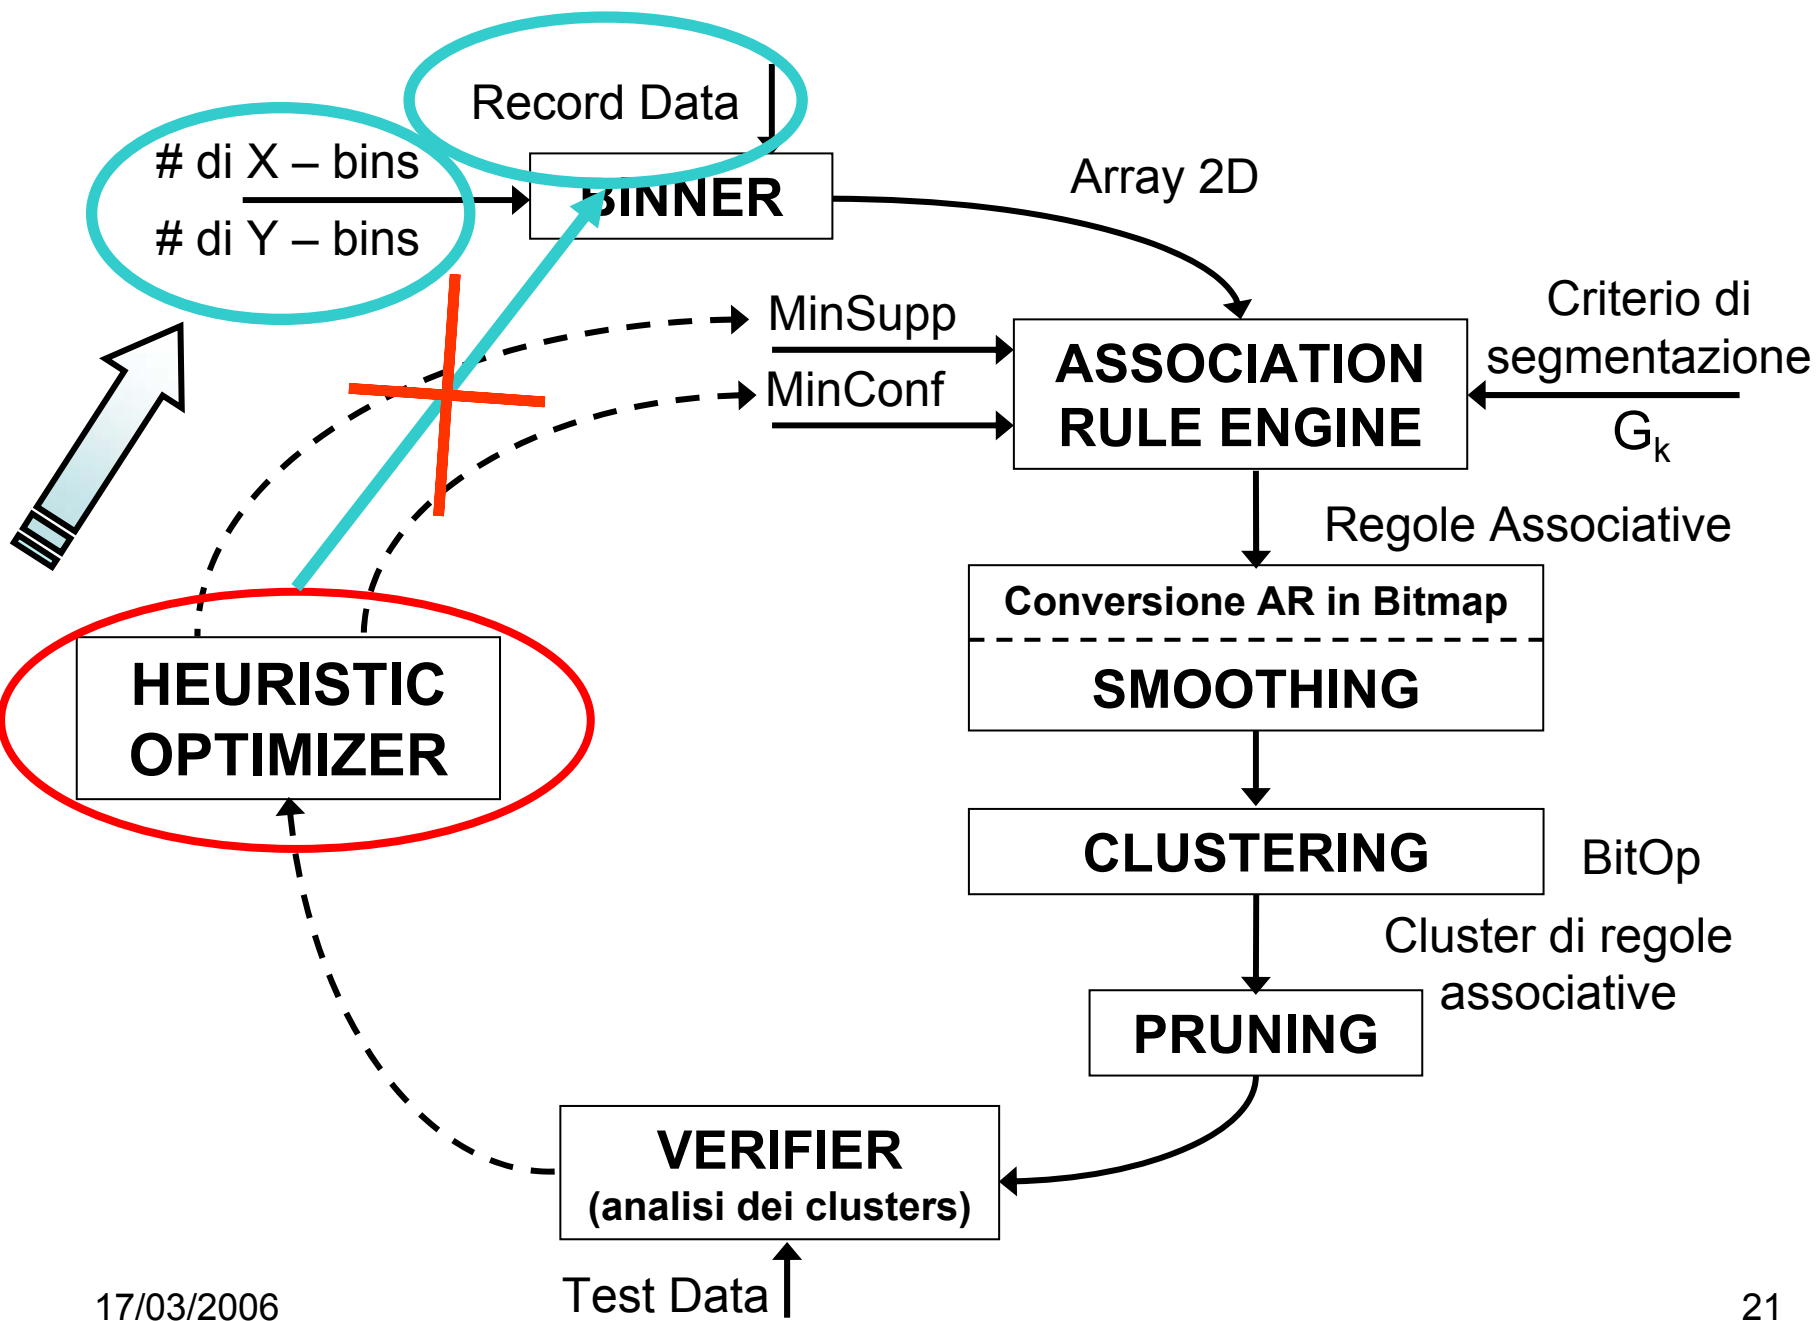 Record Data
# di X – bins
# di Y – bins
BINNER
Array 2D
MinSupp
MinConf
ASSOCIATION
RULE ENGINE
Criterio di
segmentazione
Gk
Regole Associative
Conversione AR in Bitmap
SMOOTHING
HEURISTIC
OPTIMIZER
CLUSTERING
BitOp
Cluster di regole
associative
PRUNING
VERIFIER
(analisi dei clusters)
Test Data
17/03/2006
21